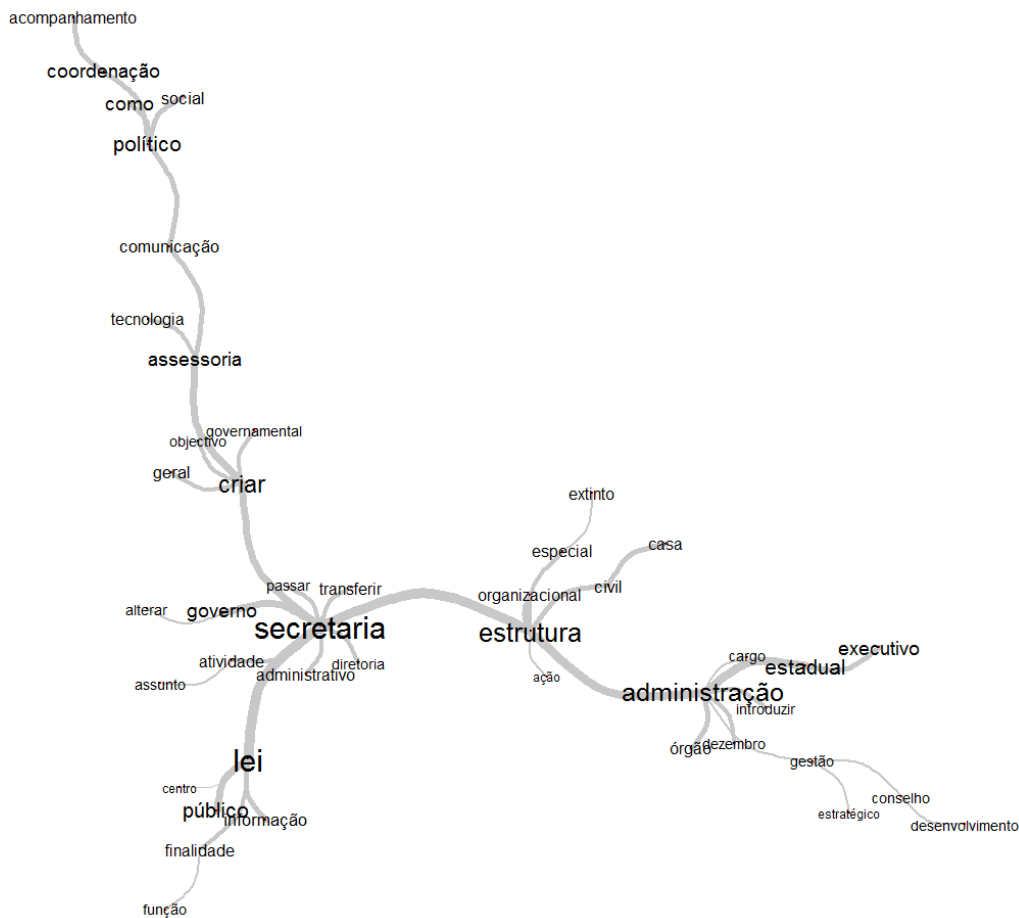 acompanhamento
coordenação
como
social
político
comunicação
tecnologia
assessoria
governamental
objectivo
geral
criar
extinto
especial
casa
passar
transferir
organizacional
civil
alterar
governo
secretaria
estrutura
atividade
administrativo
diretoria
assunto
ação
cargo
estadual
executivo
administração
introduzir
órgão
dezembro
gestão
lei
centro
público
informação
conselho
estratégico
desenvolvimento
finalidade
função